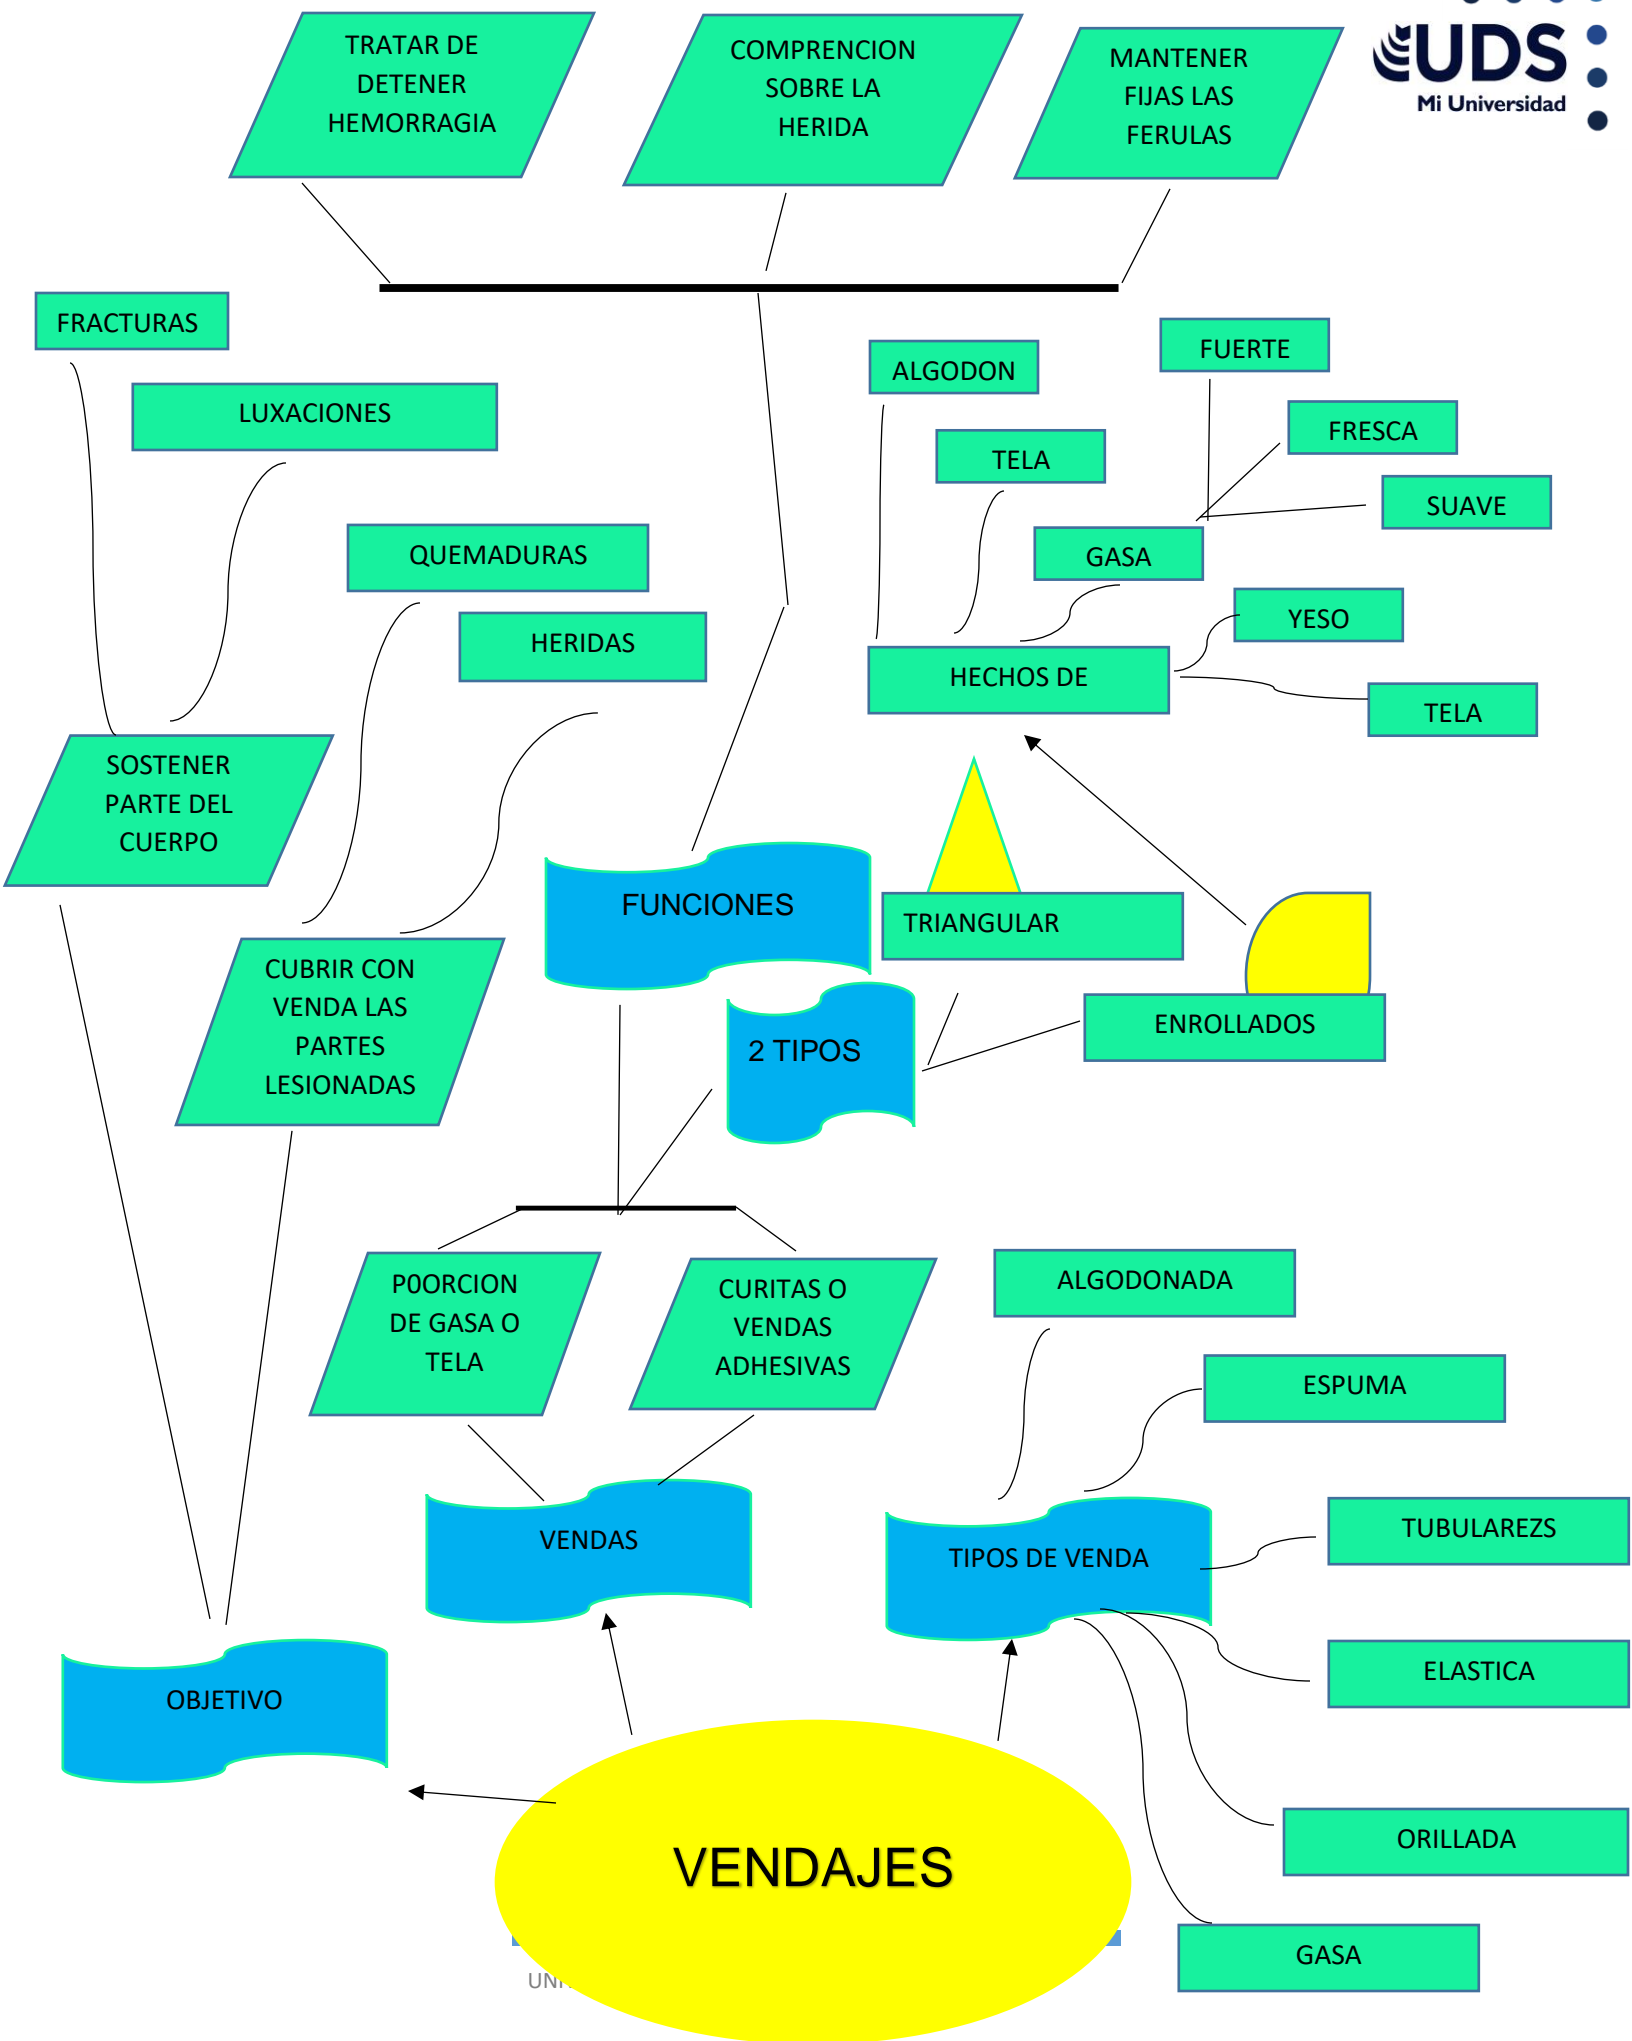 TRATAR DE
DETENER
HEMORRAGIA
COMPRENCION
SOBRE LA
HERIDA
MANTENER
FIJAS LAS
FERULAS
UDS
Mi Universidad
FRACTURAS
LUXACIONES
QUEMADURAS
HERIDAS
ALGODON
TELA
GASA
FUERTE
FRESCA
SUAVE
YESO
TELA
HECHOS DE
SOSTENER
PARTE DEL
CUERPO
CUBRIR CON
VENDA LAS
PARTES
LESIONADAS
FUNCIONES
TRIANGULAR
2 TIPOS
ENROLLADOS
P0ORCION
DE GASA O
TELA
CURITAS O
VENDAS
ADHESIVAS
ALGODONADA
ESPUMA
VENDAS
TIPOS DE VENDA
TUBULAREZS
ELASTICA
OBJETIVO
ORILLADA
VENDAJES
GASA